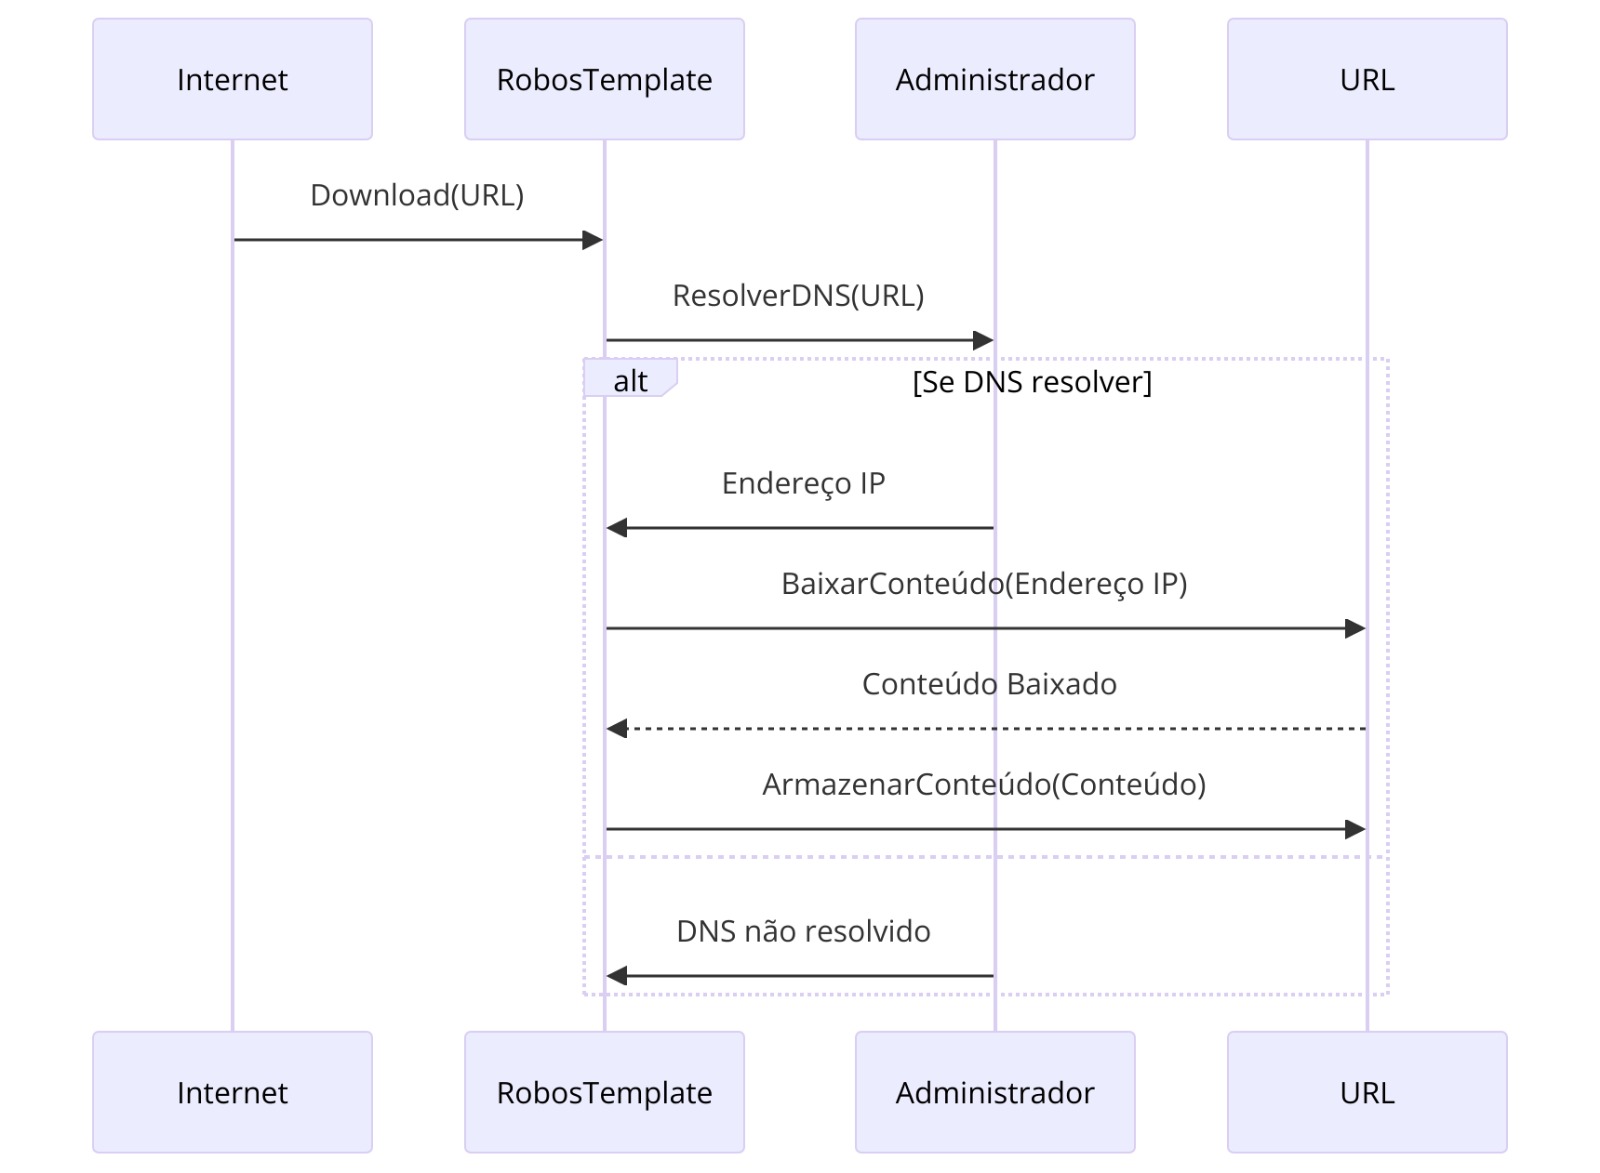 Internet
RobosTemplate
Administrador
URL
Download(URL)
ResolverDNS(URL)
alt
[Se DNS resolver]
Endereço IP
BaixarConteúdo(Endereço IP)
Conteúdo Baixado
ArmazenarConteúdo(Conteúdo)
DNS não resolvido
Internet
RobosTemplate
Administrador
URL